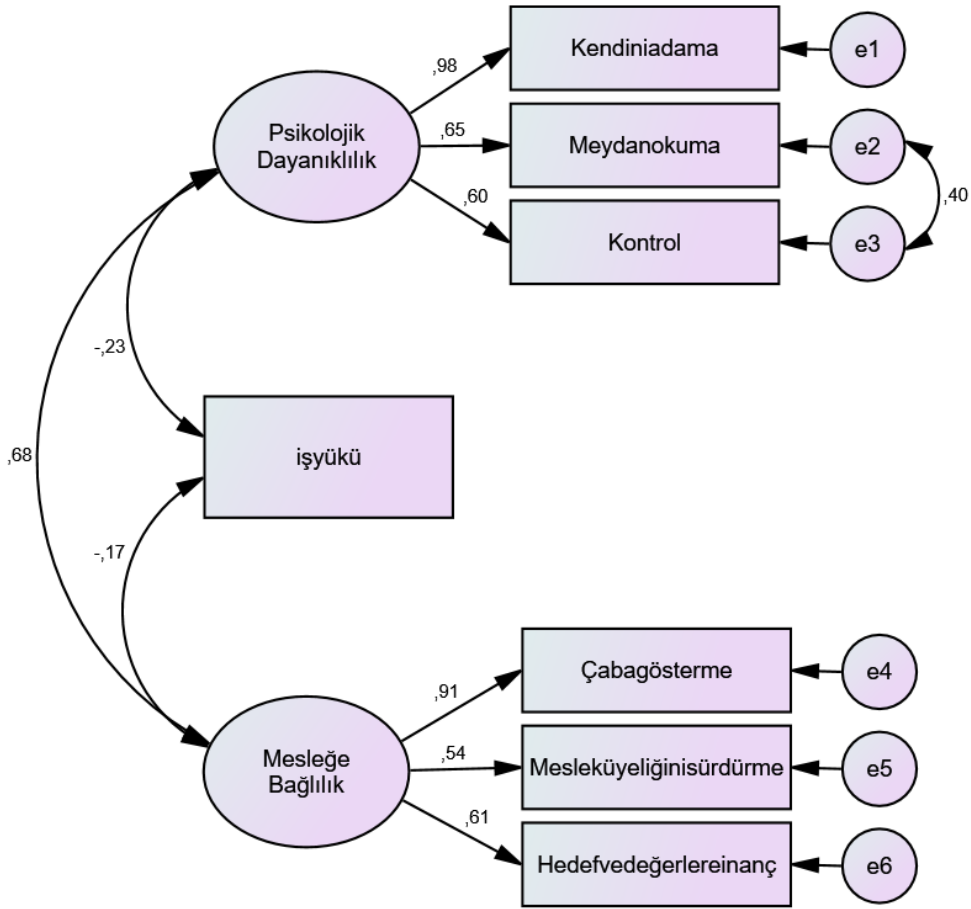 Kendiniadama
e1
,98
Psikolojik
Dayanıklılık
,65
Meydanokuma
e2
,60
Kontrol
e3
,40
-,23
,68
işyükü
-,17
Çabagösterme
e4
,91
Mesleğe
Bağlılık
,54
Mesleküyeliğinisürdürme
e5
,61
Hedefvedeğerlereinanç
e6